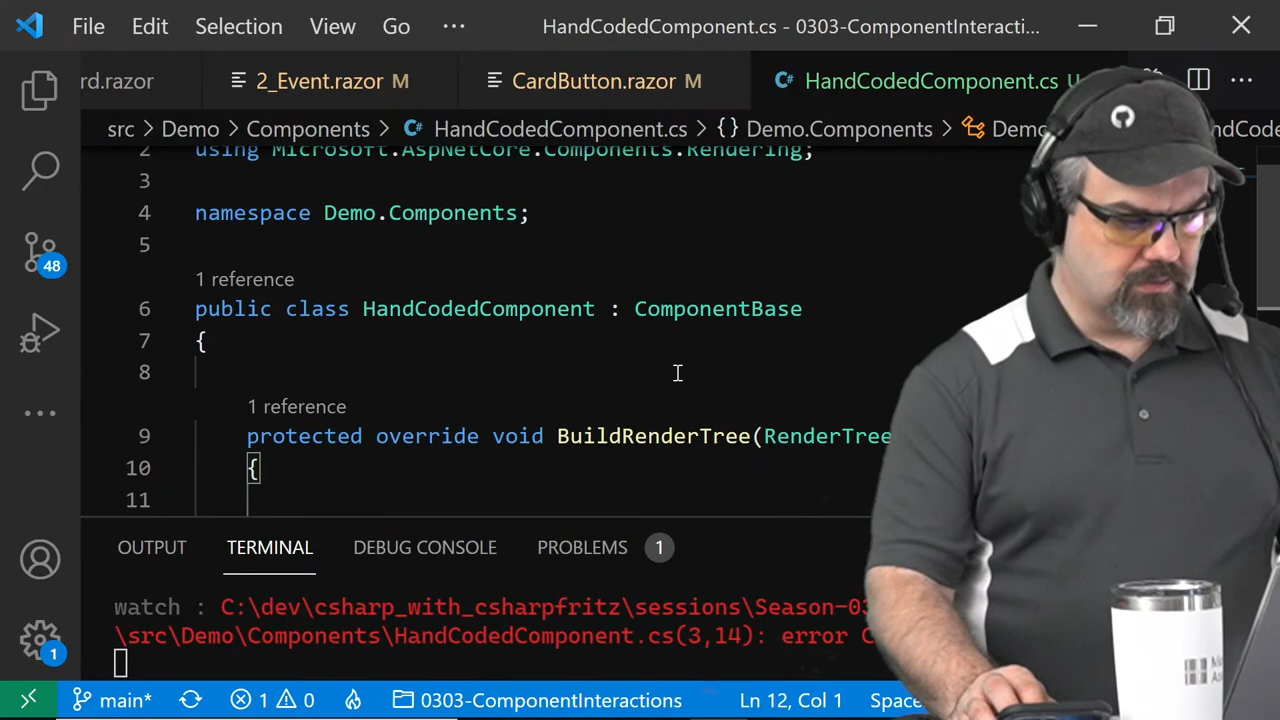 File Edit Selection View Go ··· HandCodedComponent.cs - 0303-ComponentInteracti...
rd.razor 2_Event.razor M CardButton.razor M C# HandCodedComponent.cs U
src > Demo > Components > C# HandCodedComponent.cs > {} Demo.Components > Demo
2 using Microsoft.AspNetCore.Components.Rendering;
3
4 namespace Demo.Components;
5
1 reference
6 public class HandCodedComponent : ComponentBase
7 {
8
1 reference
9 protected override void BuildRenderTree(RenderTree
10 {
11
48
OUTPUT TERMINAL DEBUG CONSOLE PROBLEMS 1
watch : C:\dev\csharp_with_csharpfritz\sessions\Season-03
\src\Demo\Components\HandCodedComponent.cs(3,14): error C
1
main* 1 0 0303-ComponentInteractions Ln 12, Col 1 Space